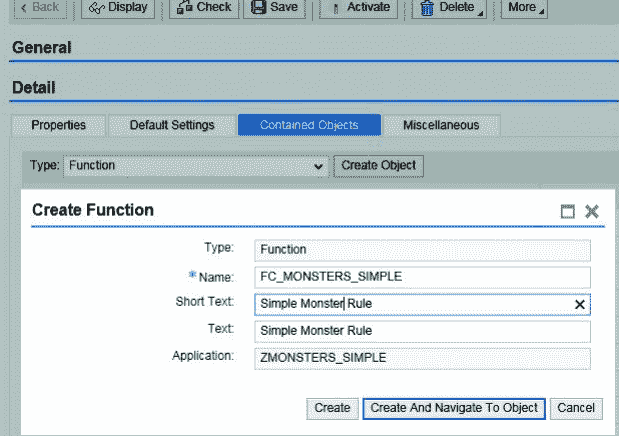 Back Display Check Save Activate Delete More
General
Detail
Properties Default Settings Contained Objects Miscellaneous
Type: Function Create Object
Create Function
Type: Function
*Name: FC_MONSTERS_SIMPLE
Short Text: Simple Monster Rule
Text: Simple Monster Rule
Application: ZMONSTERS_SIMPLE
Create Create And Navigate To Object Cancel